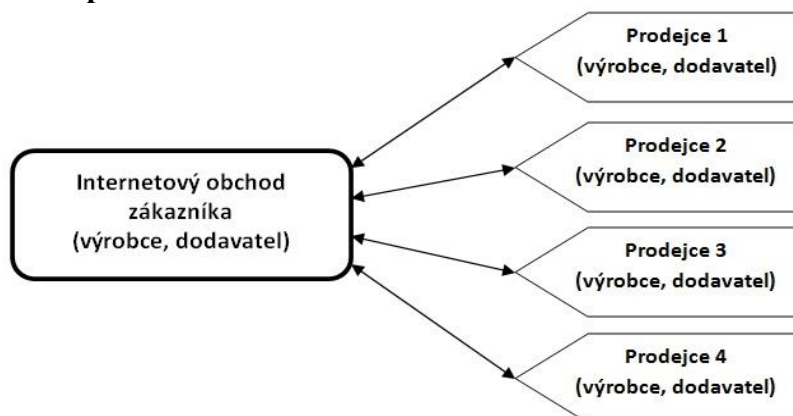 Internetový obchod
zákazníka
(výrobce, dodavatel)
Prodejce 1
(výrobce, dodavatel)
Prodejce 2
(výrobce, dodavatel)
Prodejce 3
(výrobce, dodavatel)
Prodejce 4
(výrobce, dodavatel)